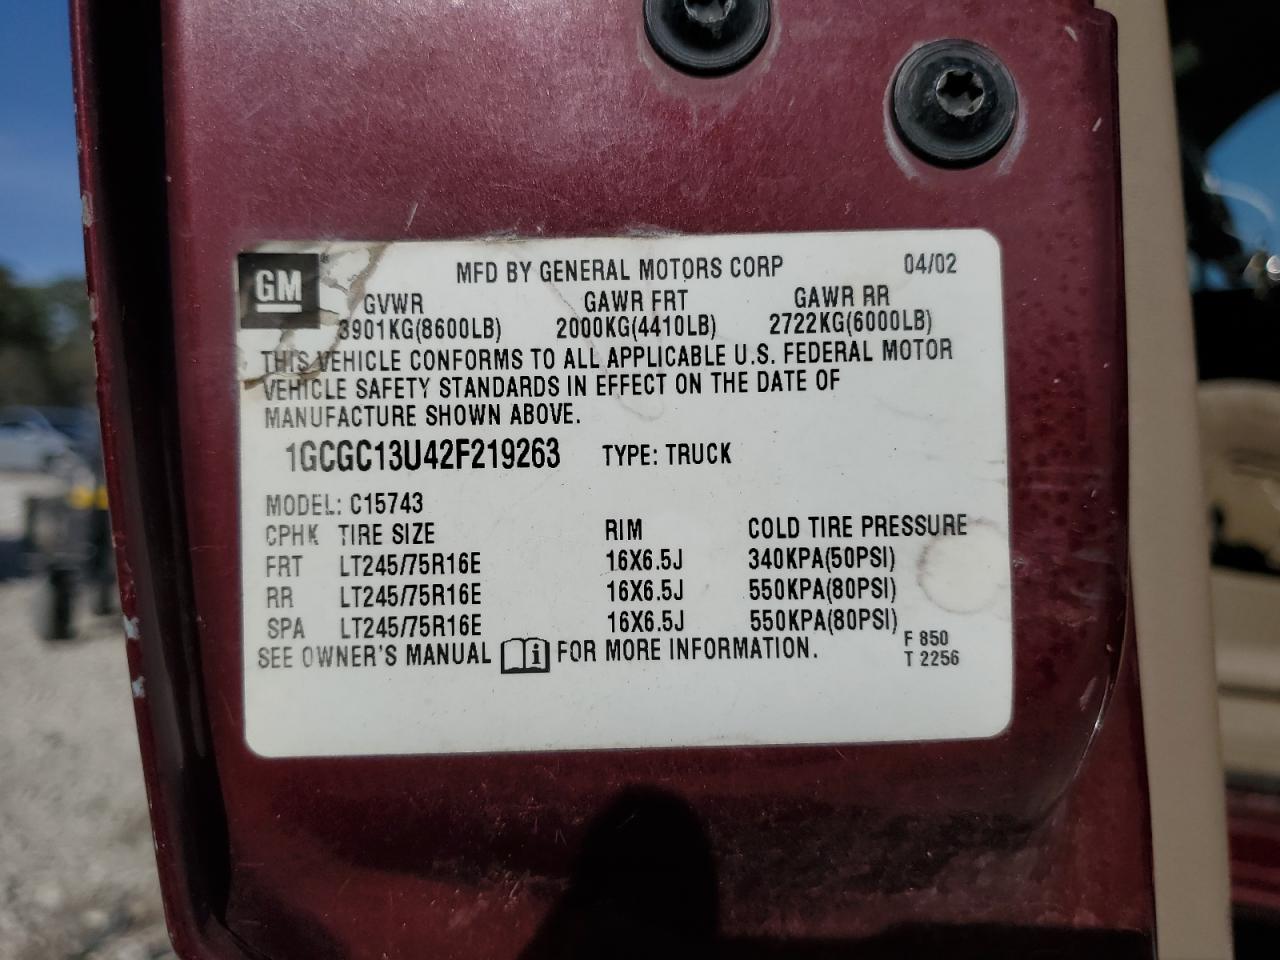 GM
MFD BY GENERAL MOTORS CORP 04/02
GVWR GAWR FRT GAWR RR
3901KG(8600LB) 2000KG(4410LB) 2722KG(6000LB)
THIS VEHICLE CONFORMS TO ALL APPLICABLE U.S. FEDERAL MOTOR
VEHICLE SAFETY STANDARDS IN EFFECT ON THE DATE OF
MANUFACTURE SHOWN ABOVE.
1GCGC13U42F219263 TYPE: TRUCK
MODEL: C15743
CPHK TIRE SIZE RIM COLD TIRE PRESSURE
FRT LT245/75R16E 16X6.5J 340KPA(50PSI)
RR LT245/75R16E 16X6.5J 550KPA(80PSI)
SPA LT245/75R16E 16X6.5J 550KPA(80PSI)
SEE OWNER'S MANUAL i FOR MORE INFORMATION.
F 850
T 2256